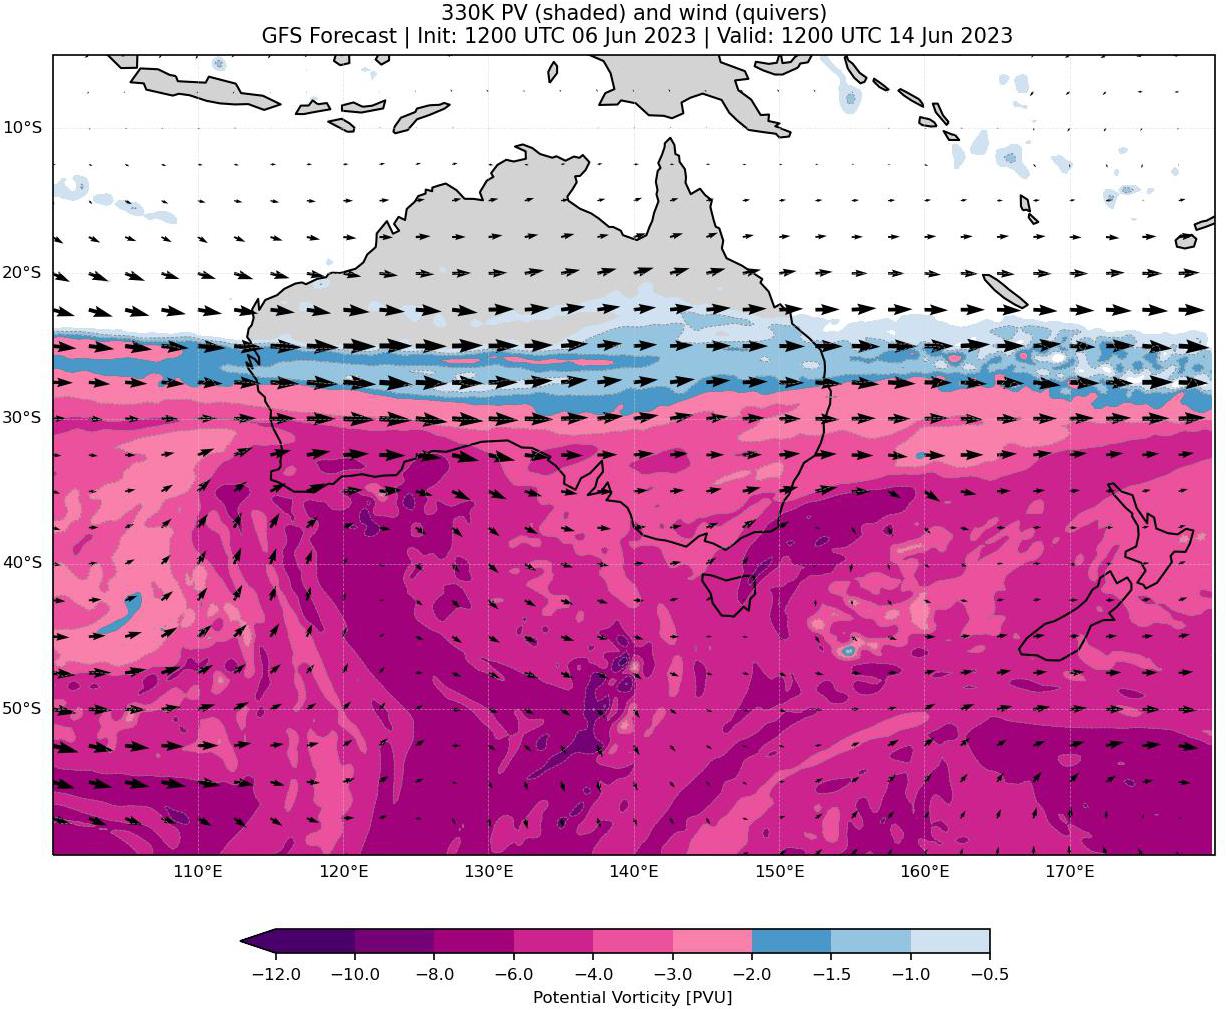 330K PV (shaded) and wind (quivers)
GFS Forecast | Init: 1200 UTC 06 Jun 2023 | Valid: 1200 UTC 14 Jun 2023
10°S
20°S
30°S
40°S
50°S
110°E 120°E 130°E 140°E 150°E 160°E 170°E
−12.0 −10.0 −8.0 −6.0 −4.0 −3.0 −2.0 −1.5 −1.0 −0.5
Potential Vorticity [PVU]